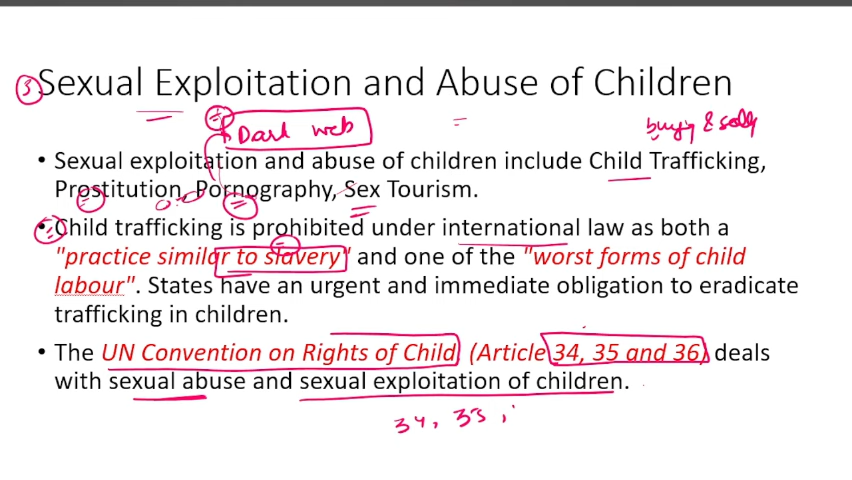 ③ Sexual Exploitation and Abuse of Children
Dark web
buying & selling
• Sexual exploitation and abuse of children include Child Trafficking,
Prostitution, Pornography, Sex Tourism.
• Child trafficking is prohibited under international law as both a
"practice similar to slavery" and one of the "worst forms of child
labour". States have an urgent and immediate obligation to eradicate
trafficking in children.
• The UN Convention on Rights of Child (Article 34, 35 and 36) deals
with sexual abuse and sexual exploitation of children.
34, 35,